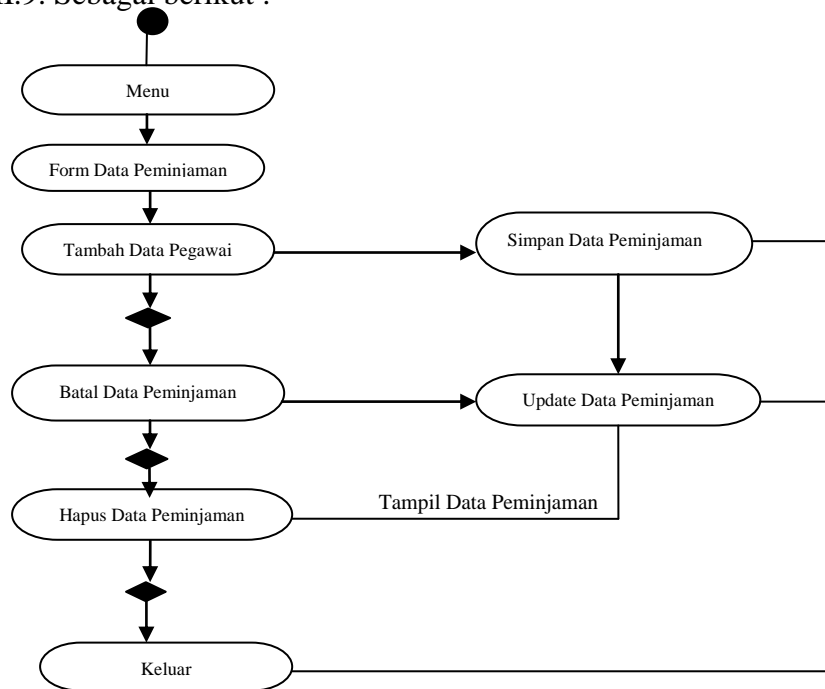 II.9. Sebagai berikut :
Menu
Form Data Peminjaman
Tambah Data Pegawai
Simpan Data Peminjaman
Batal Data Peminjaman
Update Data Peminjaman
Tampil Data Peminjaman
Hapus Data Peminjaman
Keluar